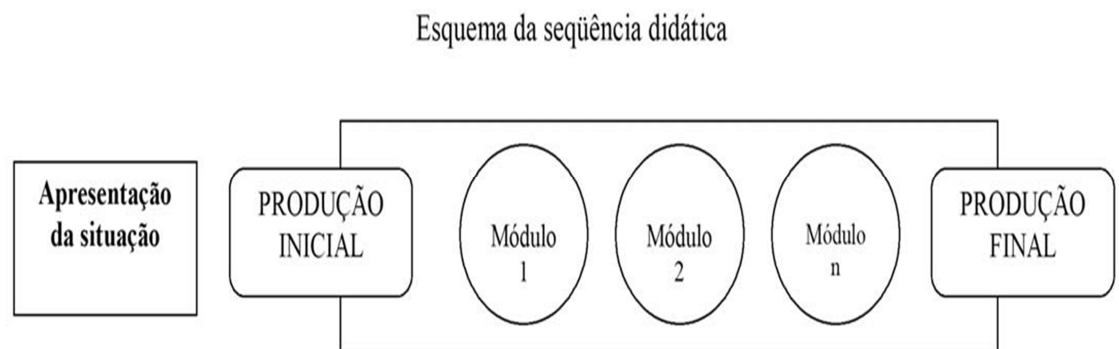 Esquema da seqüência didática
Apresentação
da situação
PRODUÇÃO
INICIAL
Módulo
1
Módulo
2
Módulo
n
PRODUÇÃO
FINAL